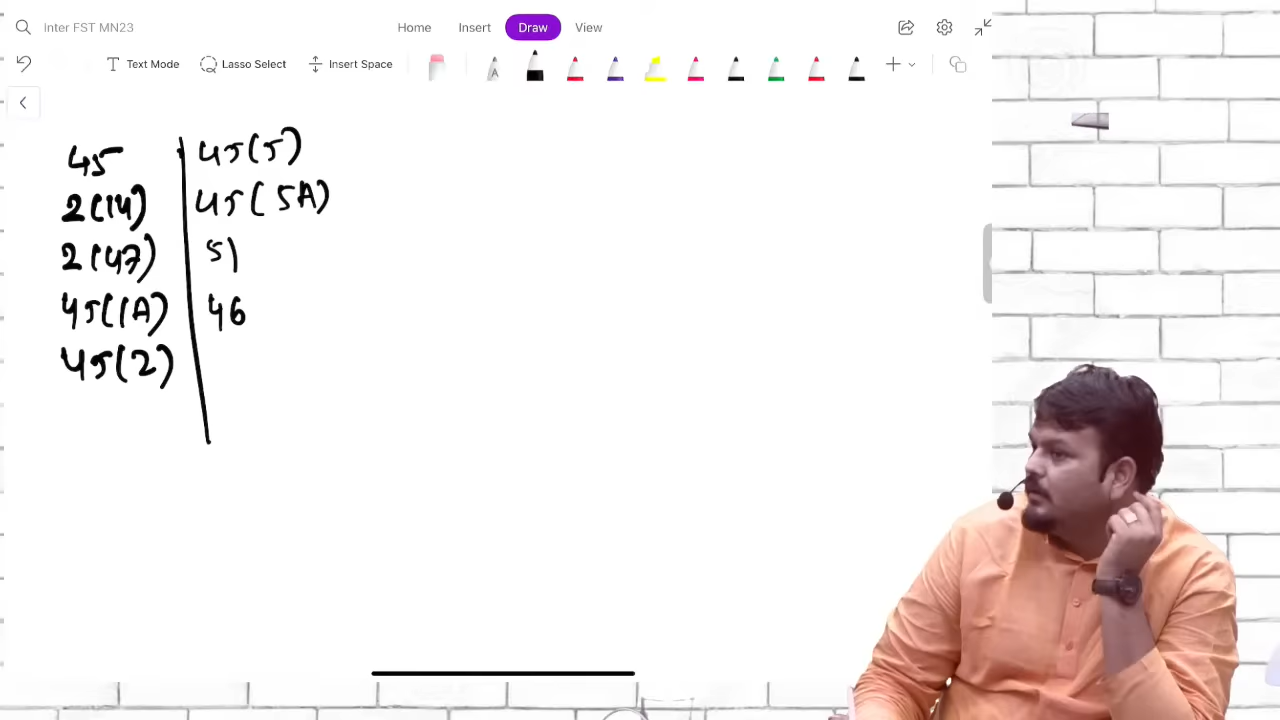 Inter FST MN23
Home Insert Draw View
Text Mode Lasso Select Insert Space
45
2(14)
2(47)
45(1A)
45(2)
45(5)
45(5A)
51
46